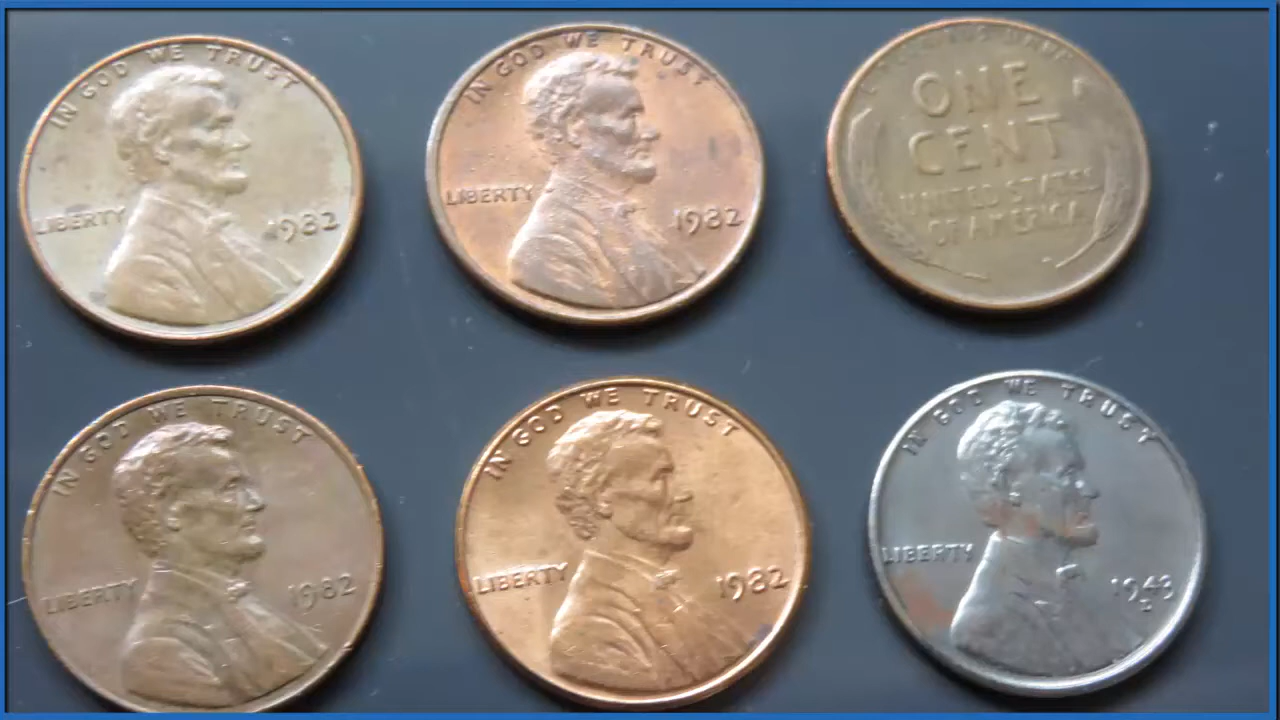 IN GOD WE TRUST
LIBERTY
1982
IN GOD WE TRUST
LIBERTY
1982
ONE
CENT
UNITED STATES
OF AMERICA
IN GOD WE TRUST
LIBERTY
1982
IN GOD WE TRUST
LIBERTY
1982
IN GOD WE TRUST
LIBERTY
1943
D